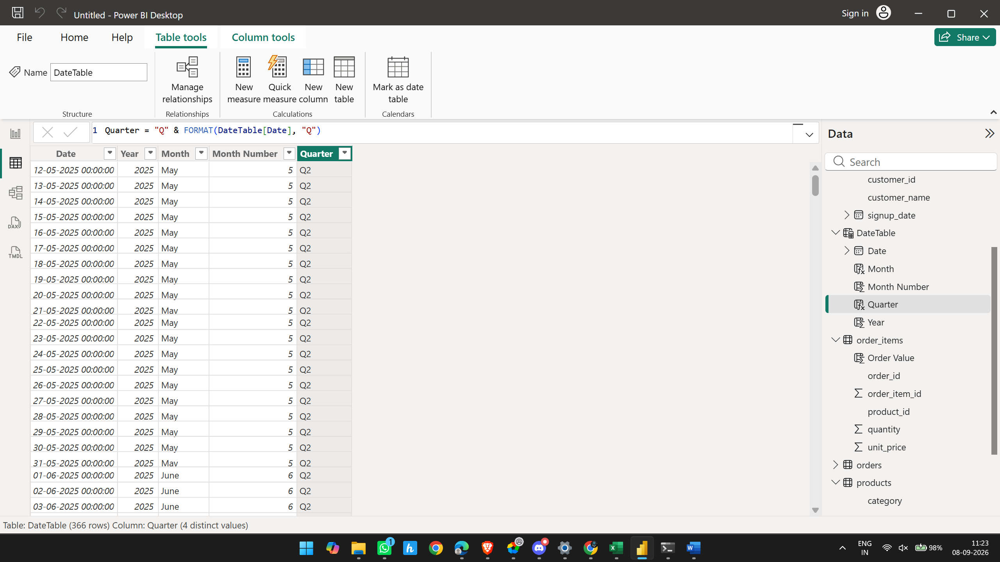 Untitled - Power BI Desktop
Sign in
File Home Help Table tools Column tools
Share
Name DateTable
Manage relationships
New measure
Quick measure
New column
New table
Mark as date table
Structure Relationships Calculations Calendars
1 Quarter = "Q" & FORMAT(DateTable[Date], "Q")
Date Year Month Month Number Quarter
12-05-2025 00:00:00 2025 May 5 Q2
13-05-2025 00:00:00 2025 May 5 Q2
14-05-2025 00:00:00 2025 May 5 Q2
15-05-2025 00:00:00 2025 May 5 Q2
16-05-2025 00:00:00 2025 May 5 Q2
17-05-2025 00:00:00 2025 May 5 Q2
18-05-2025 00:00:00 2025 May 5 Q2
19-05-2025 00:00:00 2025 May 5 Q2
20-05-2025 00:00:00 2025 May 5 Q2
21-05-2025 00:00:00 2025 May 5 Q2
22-05-2025 00:00:00 2025 May 5 Q2
23-05-2025 00:00:00 2025 May 5 Q2
24-05-2025 00:00:00 2025 May 5 Q2
25-05-2025 00:00:00 2025 May 5 Q2
26-05-2025 00:00:00 2025 May 5 Q2
27-05-2025 00:00:00 2025 May 5 Q2
28-05-2025 00:00:00 2025 May 5 Q2
29-05-2025 00:00:00 2025 May 5 Q2
30-05-2025 00:00:00 2025 May 5 Q2
31-05-2025 00:00:00 2025 May 5 Q2
01-06-2025 00:00:00 2025 June 6 Q2
02-06-2025 00:00:00 2025 June 6 Q2
03-06-2025 00:00:00 2025 June 6 Q2
DAX
TMDL
Data
Search
customer_id
customer_name
signup_date
DateTable
Date
Month
Month Number
Quarter
Year
order_items
Order Value
order_id
order_item_id
product_id
quantity
unit_price
orders
products
category
Table: DateTable (366 rows) Column: Quarter (4 distinct values)
1
ENG
IN
98%
11:23
08-09-2026